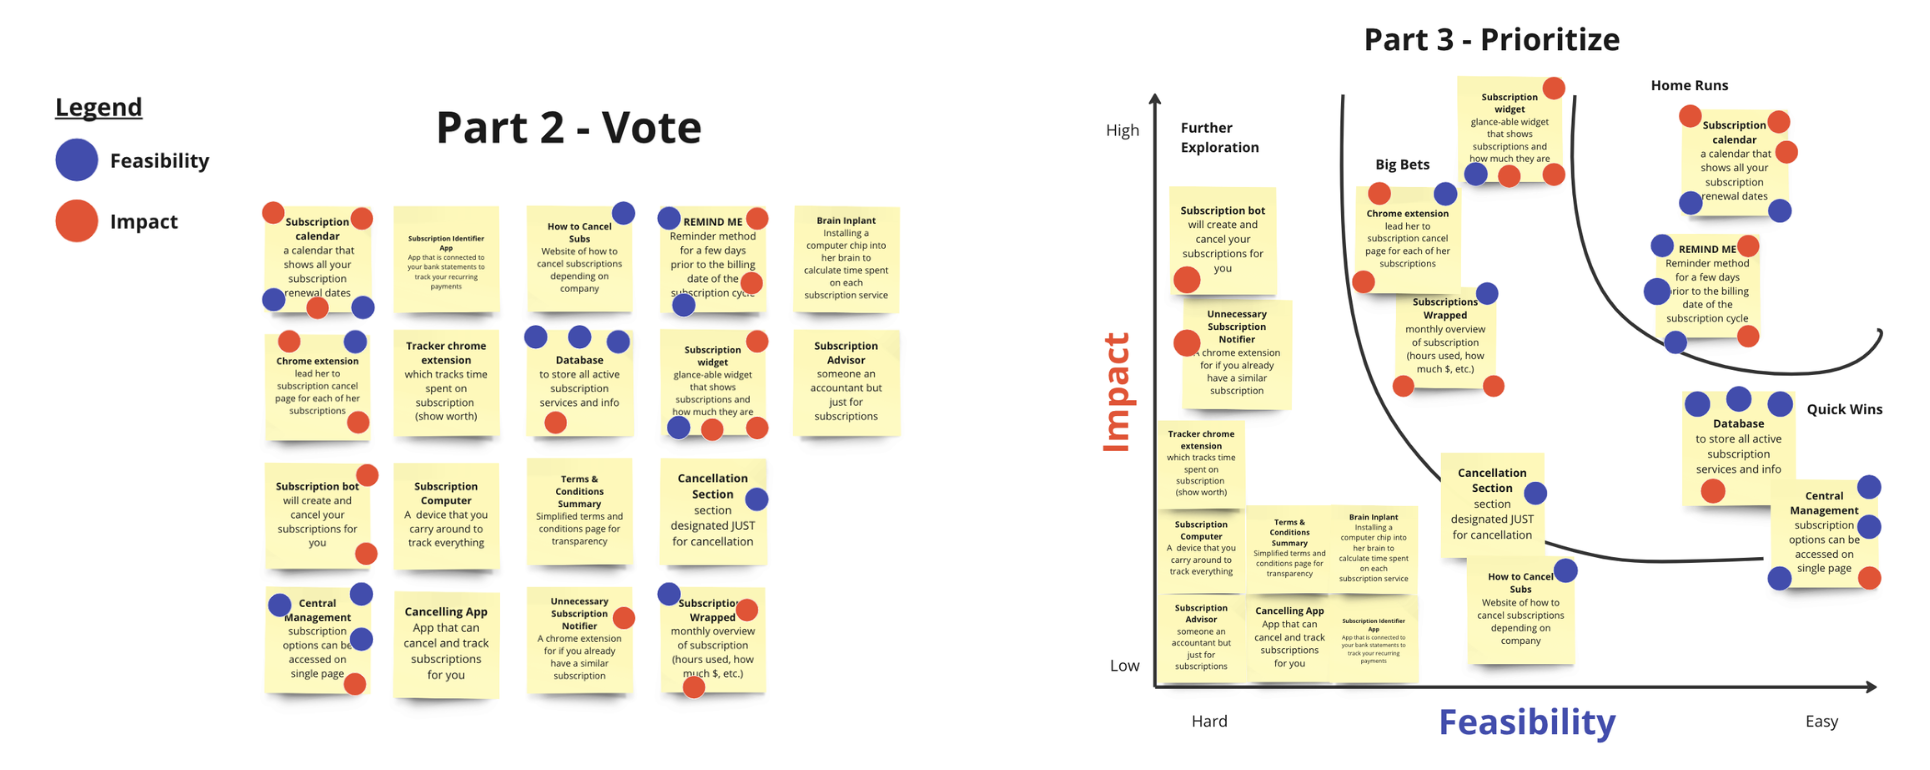 Legend
Feasibility
Impact
Part 2 - Vote
Subscription
calendar
a calendar that
shows all your
subscription
renewal dates
Subscription Identifier
App
App that is connected to
your bank statements to
track your recurring
payments
How to Cancel
Subs
Website of how to
cancel subscriptions
depending on
company
REMIND ME
Reminder method
for a few days
prior to the billing
date of the
subscription cycle
Brain Inplant
Installing a
computer chip into
her brain to
calculate time spent
on each
subscription service
Chrome extension
lead her to
subscription cancel
page for each of her
subscriptions
Tracker chrome
extension
which tracks time
spent on
subscription
(show worth)
Database
to store all active
subscription
services and info
Subscription
widget
glance-able widget
that shows
subscriptions and
how much they are
Subscription
Advisor
someone an
accountant but
just for
subscriptions
Subscription bot
will create and
cancel your
subscriptions for
you
Subscription
Computer
A device that you
carry around to
track everything
Terms &
Conditions
Summary
Simplified terms and
conditions page for
transparency
Cancellation
Section
section
designated JUST
for cancellation
Central
Management
subscription
options can be
accessed on
single page
Cancelling App
App that can
cancel and track
subscriptions
for you
Unnecessary
Subscription
Notifier
A chrome extension
for if you already
have a similar
subscription
Subscriptions
Wrapped
monthly overview
of subscription
(hours used, how
much $, etc.)
Part 3 - Prioritize
High
Low
Impact
Hard
Feasibility
Easy
Further
Exploration
Big Bets
Home Runs
Quick Wins
Subscription
widget
glance-able widget
that shows
subscriptions and
how much they are
Subscription
calendar
a calendar that
shows all your
subscription
renewal dates
Subscription bot
will create and
cancel your
subscriptions for
you
Chrome extension
lead her to
subscription cancel
page for each of her
subscriptions
REMIND ME
Reminder method
for a few days
prior to the billing
date of the
subscription cycle
Unnecessary
Subscription
Notifier
A chrome extension
for if you already
have a similar
subscription
Subscriptions
Wrapped
monthly overview
of subscription
(hours used, how
much $, etc.)
Database
to store all active
subscription
services and info
Tracker chrome
extension
which tracks time
spent on
subscription
(show worth)
Cancellation
Section
section
designated JUST
for cancellation
Central
Management
subscription
options can be
accessed on
single page
Subscription
Computer
A device that you
carry around to
track everything
Terms &
Conditions
Summary
Simplified terms and
conditions page for
transparency
Brain Inplant
Installing a
computer chip into
her brain to
calculate time spent
on each
subscription service
How to Cancel
Subs
Website of how to
cancel subscriptions
depending on
company
Subscription
Advisor
someone an
accountant but
just for
subscriptions
Cancelling App
App that can
cancel and track
subscriptions
for you
Subscription Identifier
App
App that is connected to
your bank statements to
track your recurring
payments